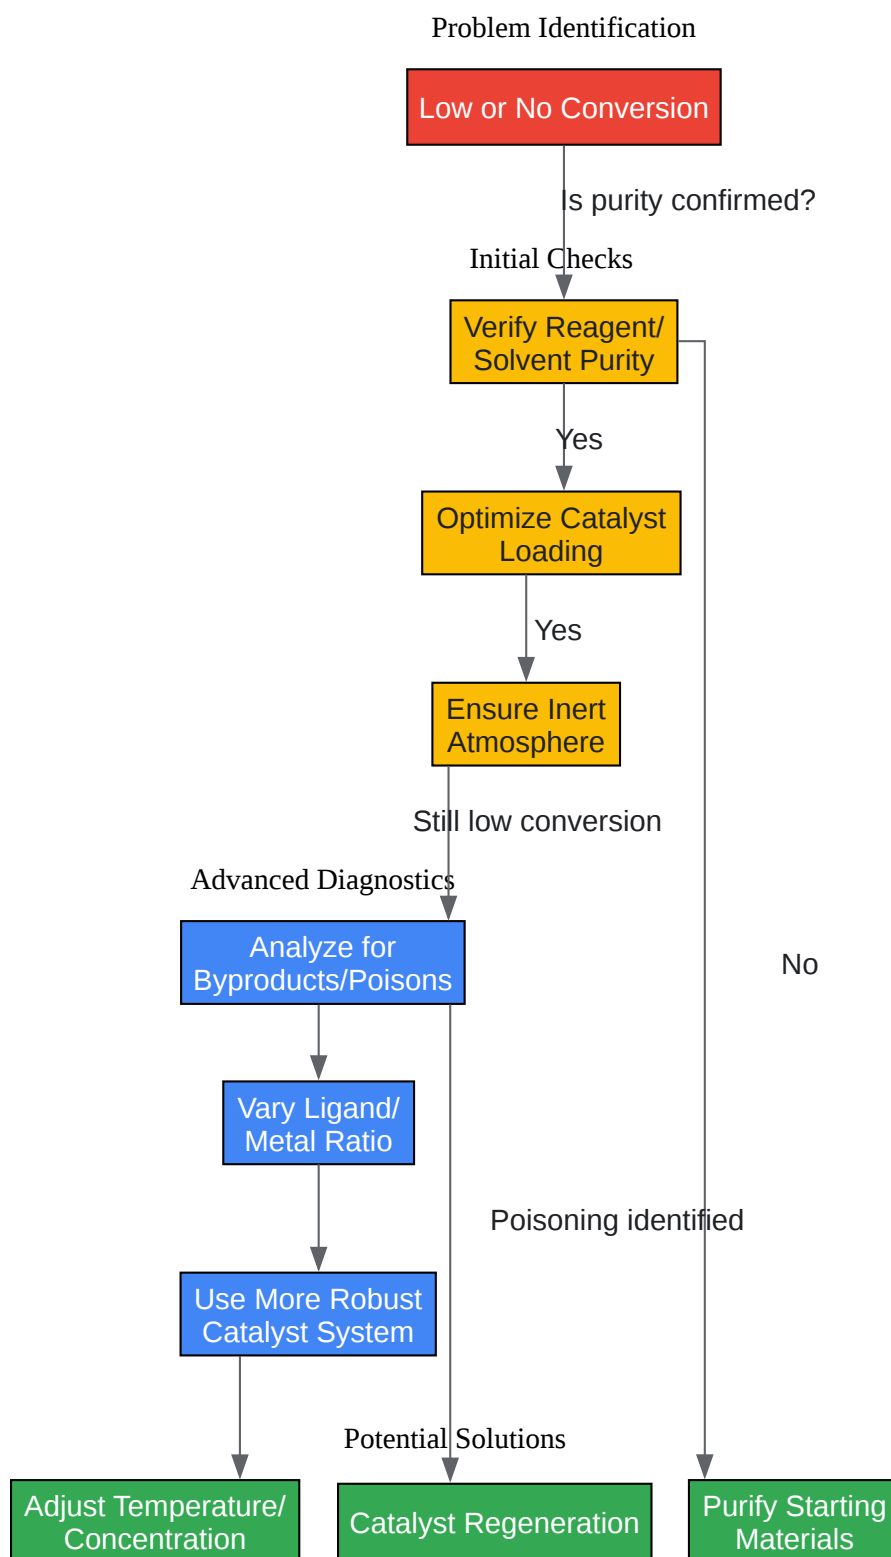 Problem Identification
Low or No Conversion
Is purity confirmed?
Initial Checks
Verify Reagent/
Solvent Purity
Yes
Optimize Catalyst
Loading
Yes
Ensure Inert
Atmosphere
Still low conversion
Advanced Diagnostics
Analyze for
Byproducts/Poisons
No
Vary Ligand/
Metal Ratio
Poisoning identified
Use More Robust
Catalyst System
Potential Solutions
Adjust Temperature/
Concentration
Catalyst Regeneration
Purify Starting
Materials